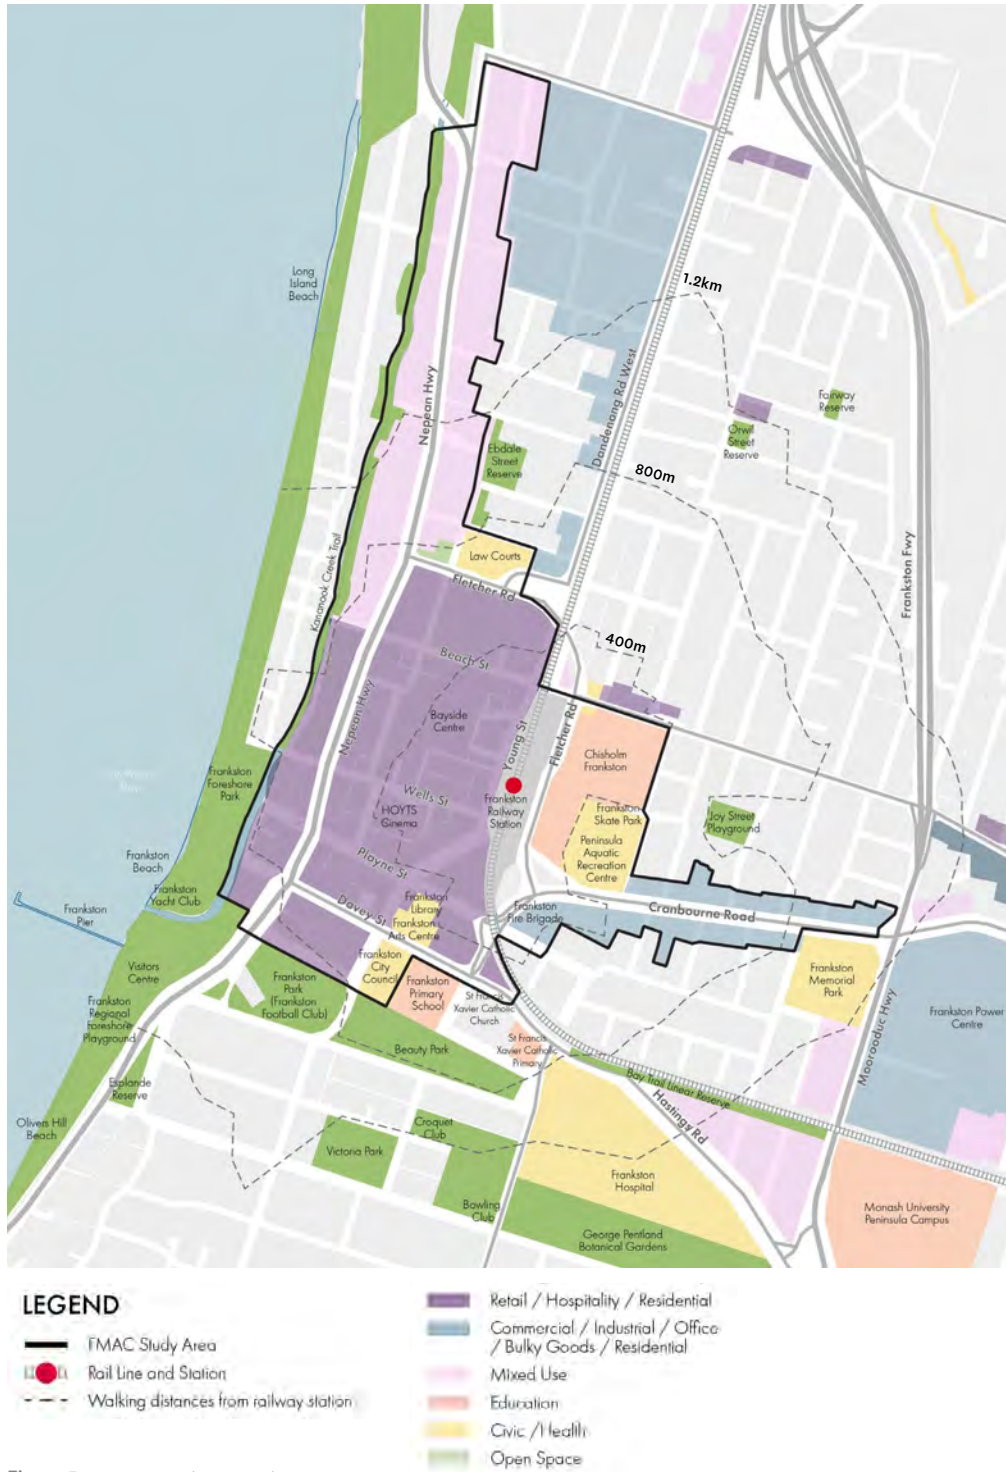 1.2km
Long
Island
Beach
Nepean Hwy
Dandenong Rd West
Fairway
Reserve
Orwil
Street
Reserve
Ebdale
Street
Reserve
800m
Kananook Creek Trail
Law Courts
Frankston Fwy
Fletcher Rd
400m
Beach St
Nepean Hwy
Bayside
Centre
Young St
Fletcher Rd
Chisholm
Frankston
Frankston
Foreshore
Park
Wells St
HOYTS
Cinema
Frankston
Railway
Station
Frankston
Skate Park
Joy Street
Playground
Peninsula
Aquatic
Recreation
Centre
Playne St
Frankston
Beach
Frankston
Yacht Club
Frankston
Pier
Davey St
Frankston
Library
Frankston
Arts Centre
Frankston
Fire Brigade
Cranbourne Road
Visitors
Centre
Frankston
City
Council
Frankston
Park
(Frankston
Football Club)
Frankston
Primary
School
St Francis
Xavier Catholic
Church
Frankston
Memorial
Park
Frankston
Regional
Foreshore
Playground
Frankston Power
Centre
Moorooduc Hwy
St Francis
Xavier Catholic
Primary
Beauty Park
Esplande
Reserve
Bay Trail Linear Reserve
Hastings Rd
Olivers Hill
Beach
Croquet
Club
Victoria Park
Frankston
Hospital
Bowling
Club
Monash University
Peninsula Campus
George Pentland
Botanical Gardens
LEGEND
FMAC Study Area
Rail Line and Station
Walking distances from railway station
Retail / Hospitality / Residential
Commercial / Industrial / Office
/ Bulky Goods / Residential
Mixed Use
Education
Civic /Health
Open Space